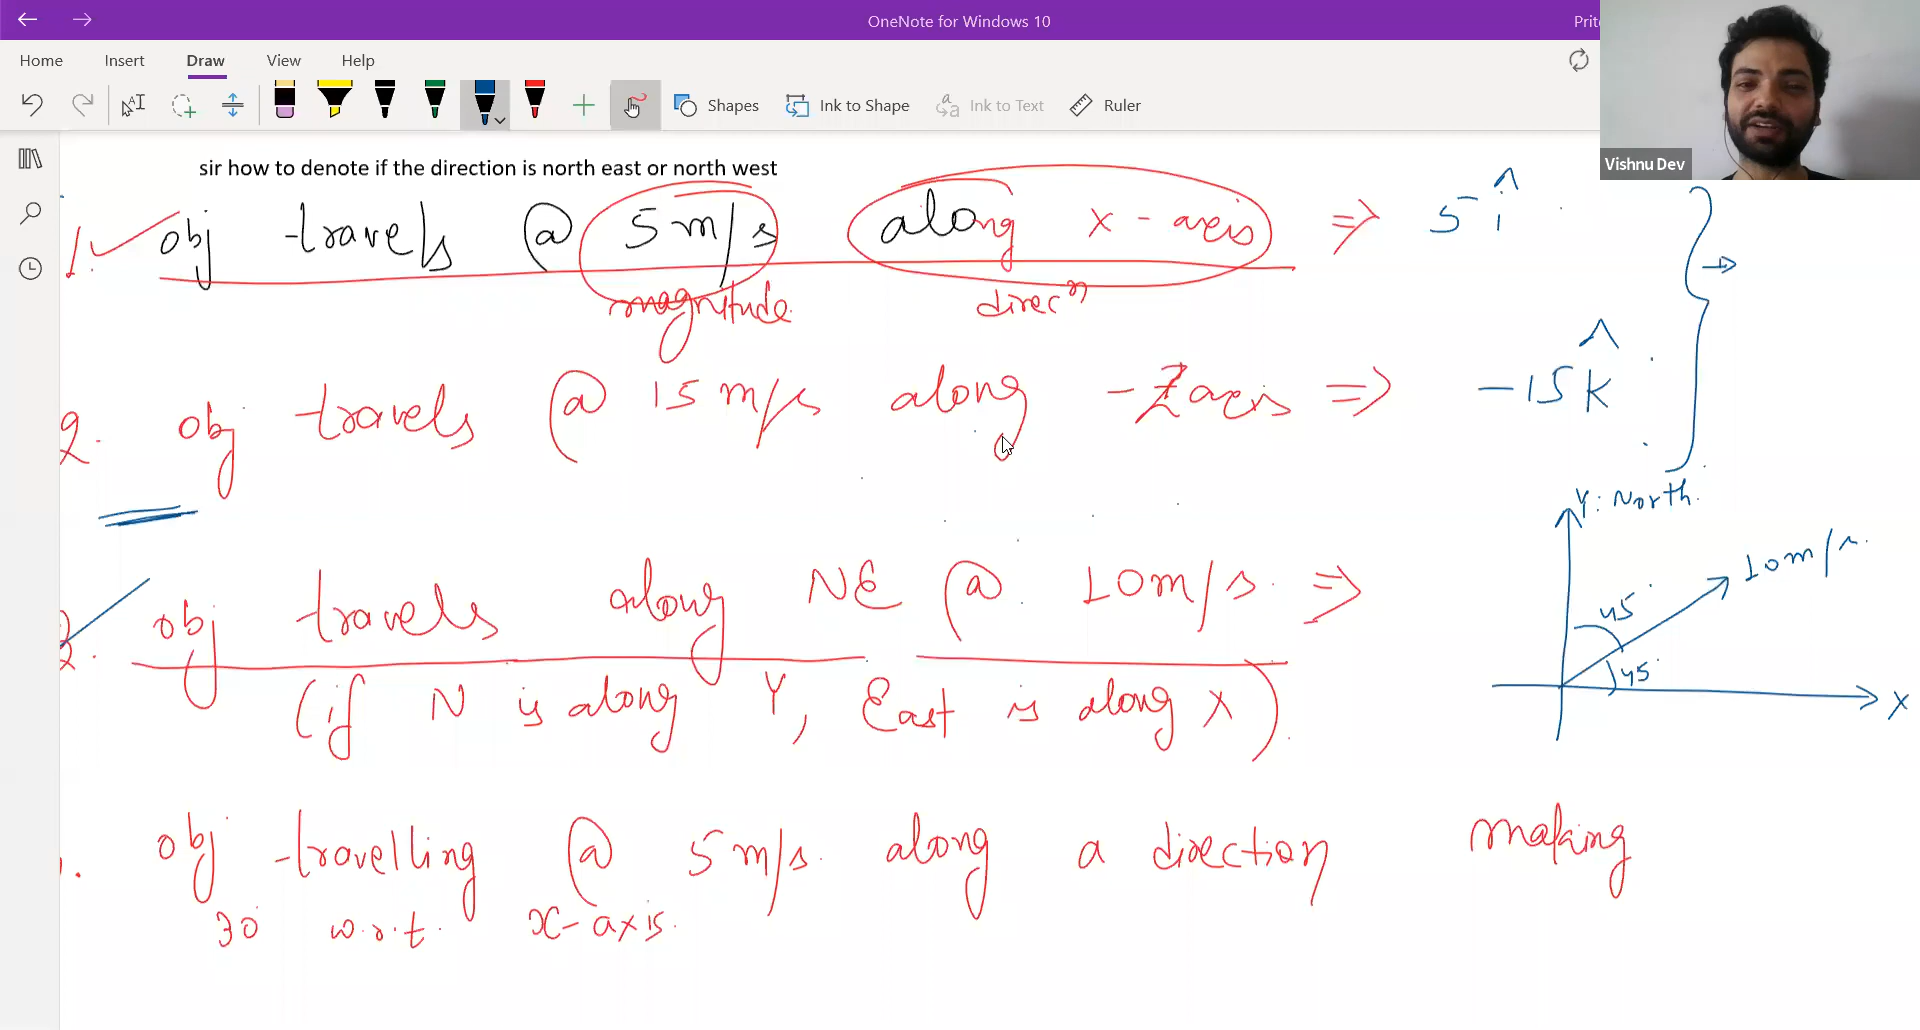 OneNote for Windows 10
Home Insert Draw View Help
Shapes Ink to Shape Ink to Text Ruler
Vishnu Dev
sir how to denote if the direction is north east or north west
1. obj travels @ 5 m/s along x - axis ⇒ 5 î
magnitude direcⁿ
2. obj travels @ 15 m/s along - Z axis ⇒ - 15 k̂
Y: North.
obj travels along NE @ 10 m/s. ⇒
10 m/s.
45°
45°
X
(if N is along Y, East is along X)
obj travelling @ 5 m/s. along a direction making
30° w.r.t. x-axis.